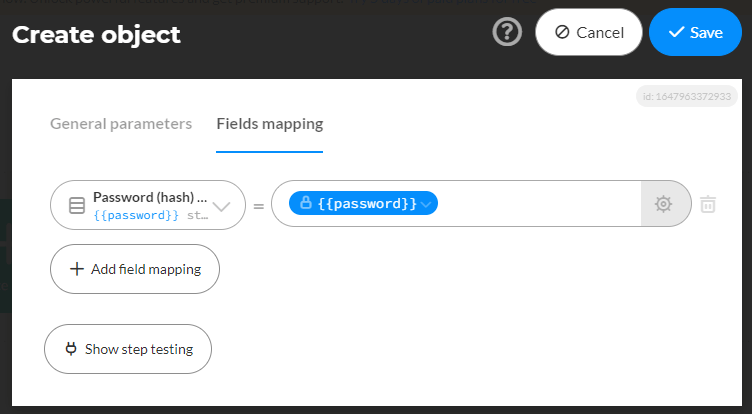 Create object
?
Cancel
Save
id: 1647963372933
General parameters
Fields mapping
Password (hash) ...
{{password}} st...
=
{{password}}
+ Add field mapping
Show step testing